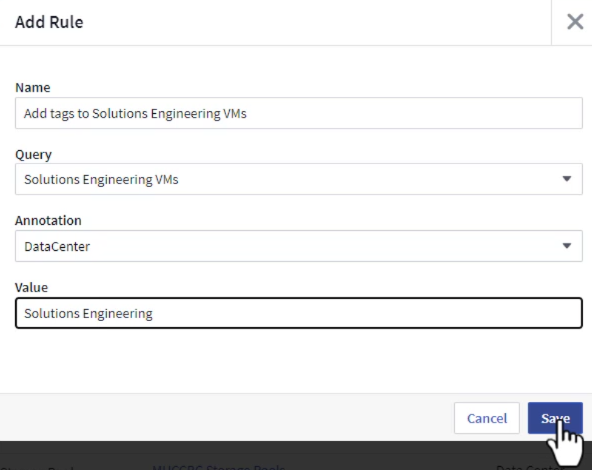 Add Rule
Name
Add tags to Solutions Engineering VMs
Query
Solutions Engineering VMs
Annotation
DataCenter
Value
Solutions Engineering
Cancel
Save